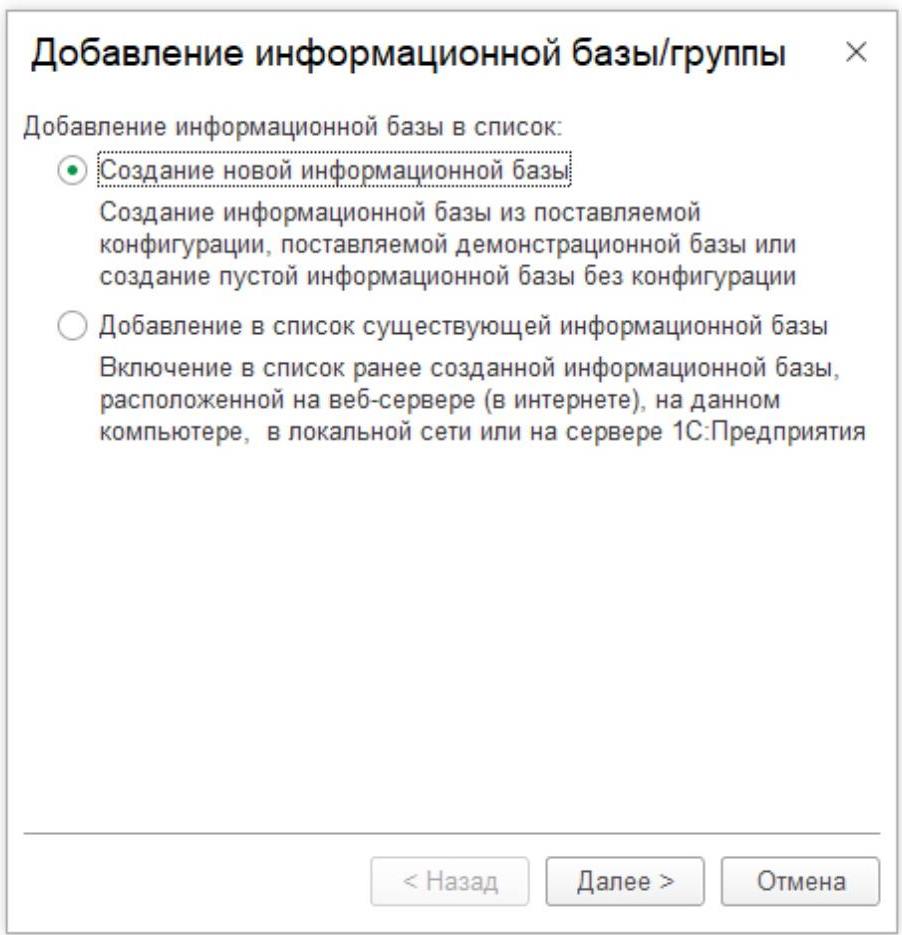 Добавление информационной базы/группы
Добавление информационной базы в список:
Создание новой информационной базы
Создание информационной базы из поставляемой
конфигурации, поставляемой демонстрационной базы или
создание пустой информационной базы без конфигурации
Добавление в список существующей информационной базы
Включение в список ранее созданной информационной базы,
расположенной на веб-сервере (в интернете), на данном
компьютере,  в локальной сети или на сервере 1С:Предприятия
< Назад
Далее >
Отмена